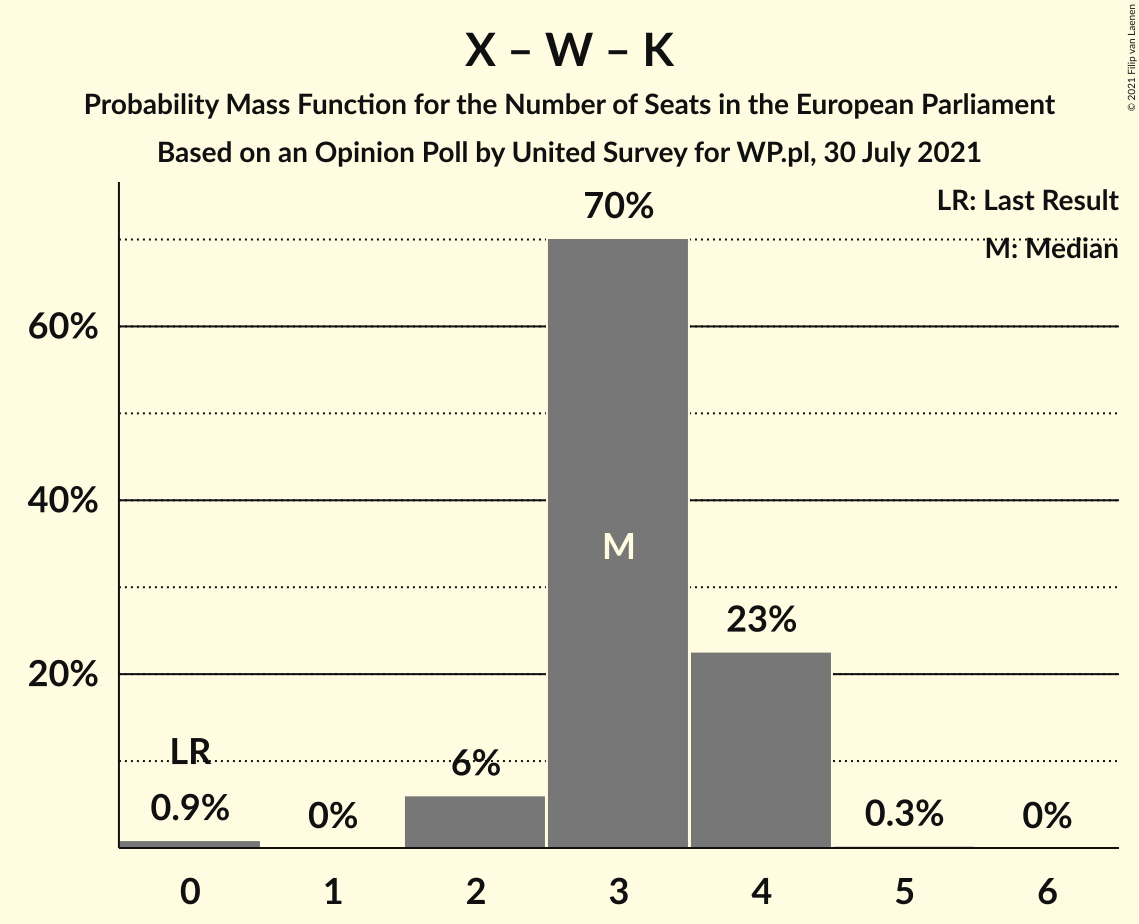 X – W – K
Probability Mass Function for the Number of Seats in the European Parliament
Based on an Opinion Poll by United Survey for WP.pl, 30 July 2021
© 2021 Filip van Laenen
LR: Last Result
M: Median
70%
60%
40%
M
23%
20%
LR
6%
0.9%
0%
0.3%
0%
0 1 2 3 4 5 6